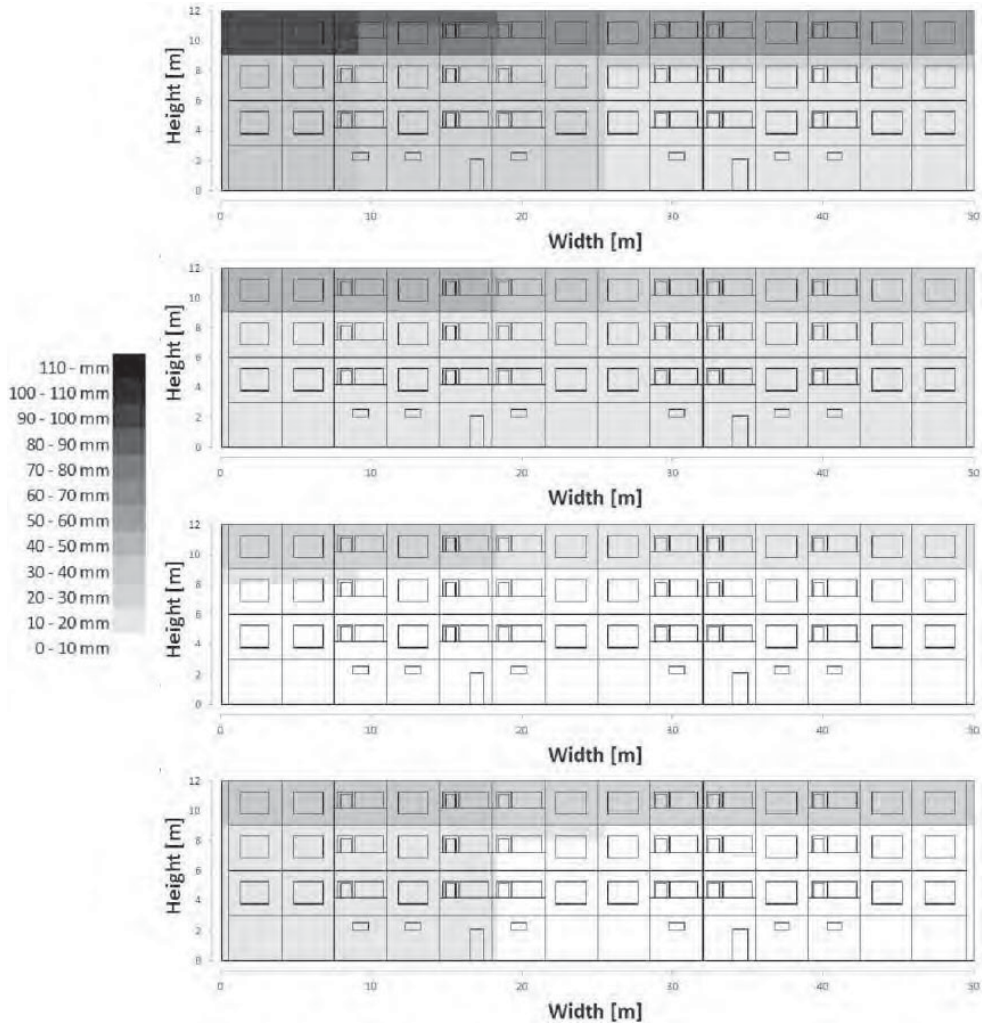 12
10
8
6
4
2
0
Height [m]
0 10 20 30 40 50
Width [m]
12
10
8
6
4
2
0
Height [m]
0 10 20 30 40 50
Width [m]
110 - mm
100 - 110 mm
90 - 100 mm
80 - 90 mm
70 - 80 mm
60 - 70 mm
50 - 60 mm
40 - 50 mm
30 - 40 mm
20 - 30 mm
10 - 20 mm
0 - 10 mm
12
10
8
6
4
2
0
Height [m]
0 10 20 30 40 50
Width [m]
12
10
8
6
4
2
0
Height [m]
0 10 20 30 40 50
Width [m]